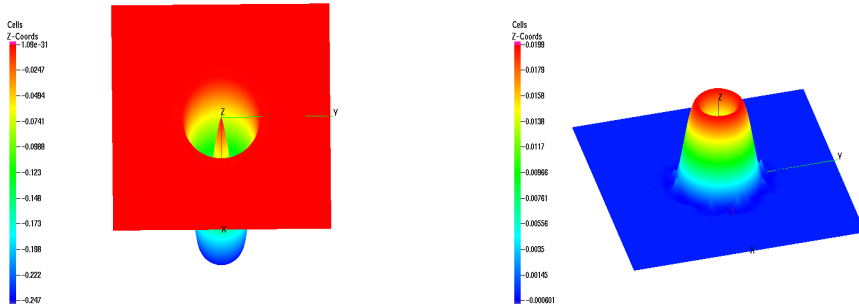 Cells
Z-Coords
1.09e-31
-0.0247
-0.0494
-0.0741
-0.0988
-0.123
-0.148
-0.173
-0.198
-0.222
-0.247
Z
Y
X
Cells
Z-Coords
0.0199
0.0179
0.0158
0.0138
0.0117
0.00966
0.00761
0.00556
0.0035
0.00145
-0.000601
Z
Y
X